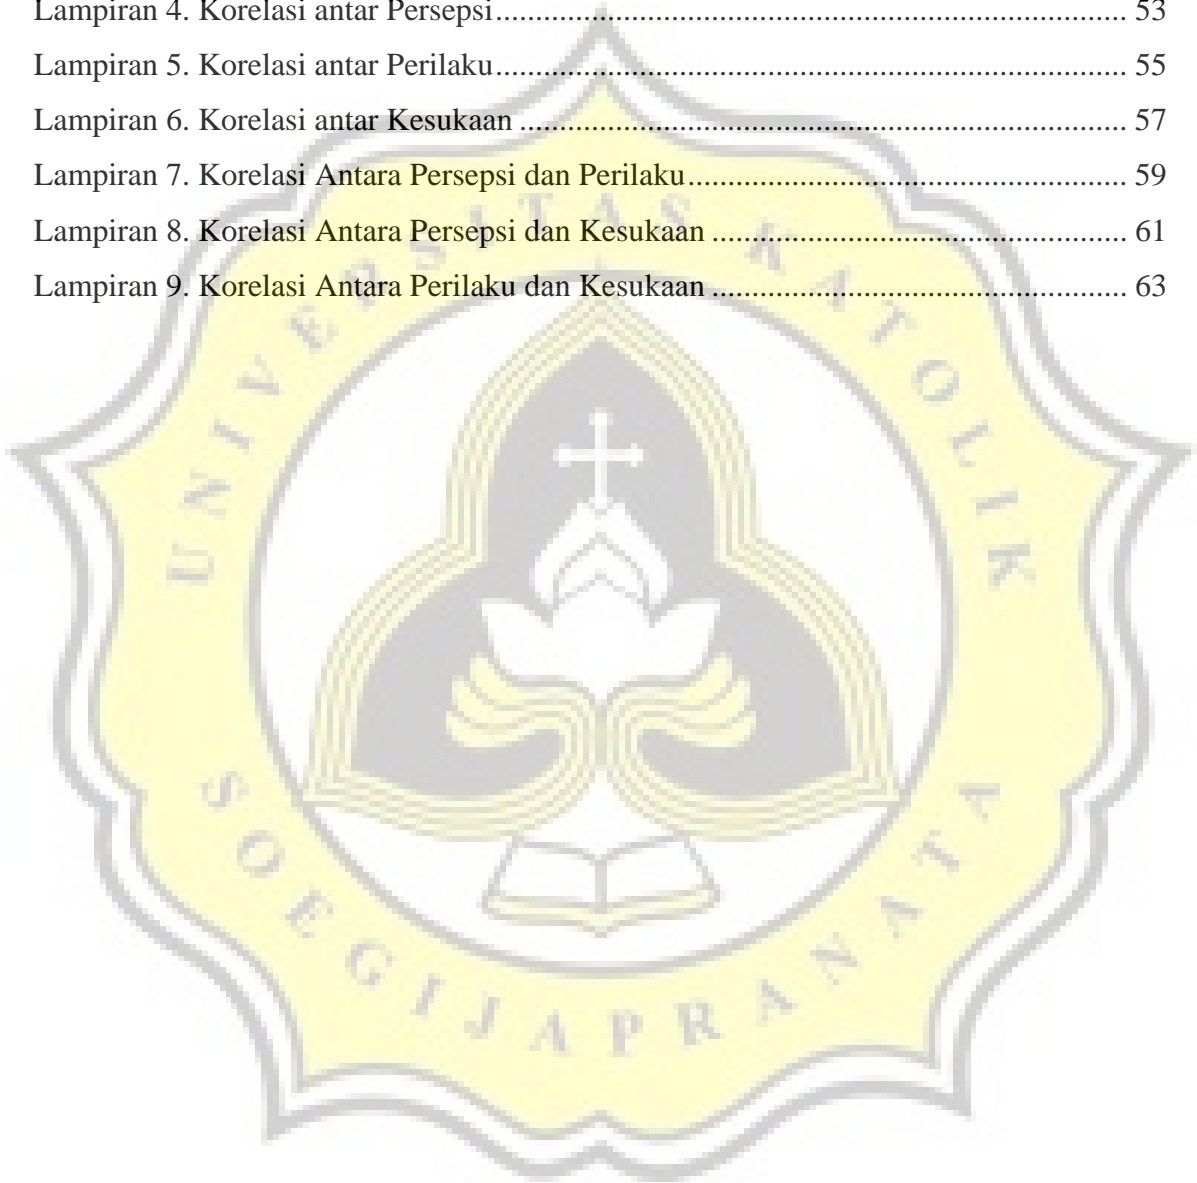 Lampiran 4. Korelasi antar Persepsi.................................................................................... 53
Lampiran 5. Korelasi antar Perilaku.................................................................................... 55
Lampiran 6. Korelasi antar Kesukaan ................................................................................. 57
Lampiran 7. Korelasi Antara Persepsi dan Perilaku........................................................... 59
Lampiran 8. Korelasi Antara Persepsi dan Kesukaan ........................................................ 61
Lampiran 9. Korelasi Antara Perilaku dan Kesukaan ........................................................ 63
UNIVERSITAS KATOLIK
SOEGIJAPRANATA